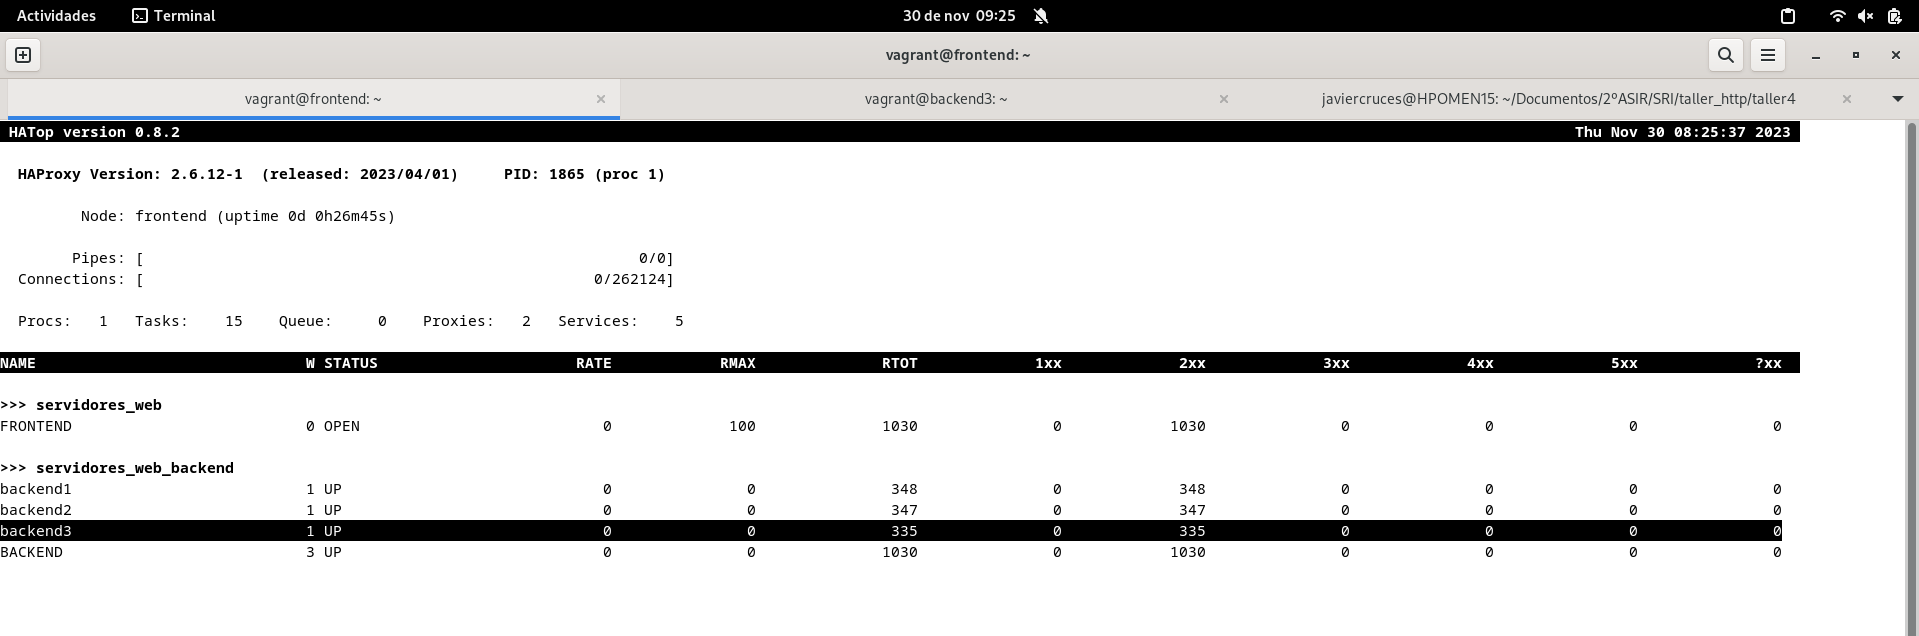 Actividades Terminal 30 de nov 09:25
vagrant@frontend: ~
vagrant@frontend: ~ vagrant@backend3: ~ javiercruces@HPOMEN15: ~/Documentos/2ºASIR/SRI/taller_http/taller4
HATop version 0.8.2 Thu Nov 30 08:25:37 2023
HAProxy Version: 2.6.12-1 (released: 2023/04/01) PID: 1865 (proc 1)
Node: frontend (uptime 0d 0h26m45s)
Pipes: [ 0/0]
Connections: [ 0/262124]
Procs: 1 Tasks: 15 Queue: 0 Proxies: 2 Services: 5
NAME W STATUS RATE RMAX RTOT 1xx 2xx 3xx 4xx 5xx ?xx
>>> servidores_web
FRONTEND 0 OPEN 0 100 1030 0 1030 0 0 0 0
>>> servidores_web_backend
backend1 1 UP 0 0 348 0 348 0 0 0 0
backend2 1 UP 0 0 347 0 347 0 0 0 0
backend3 1 UP 0 0 335 0 335 0 0 0 0
BACKEND 3 UP 0 0 1030 0 1030 0 0 0 0